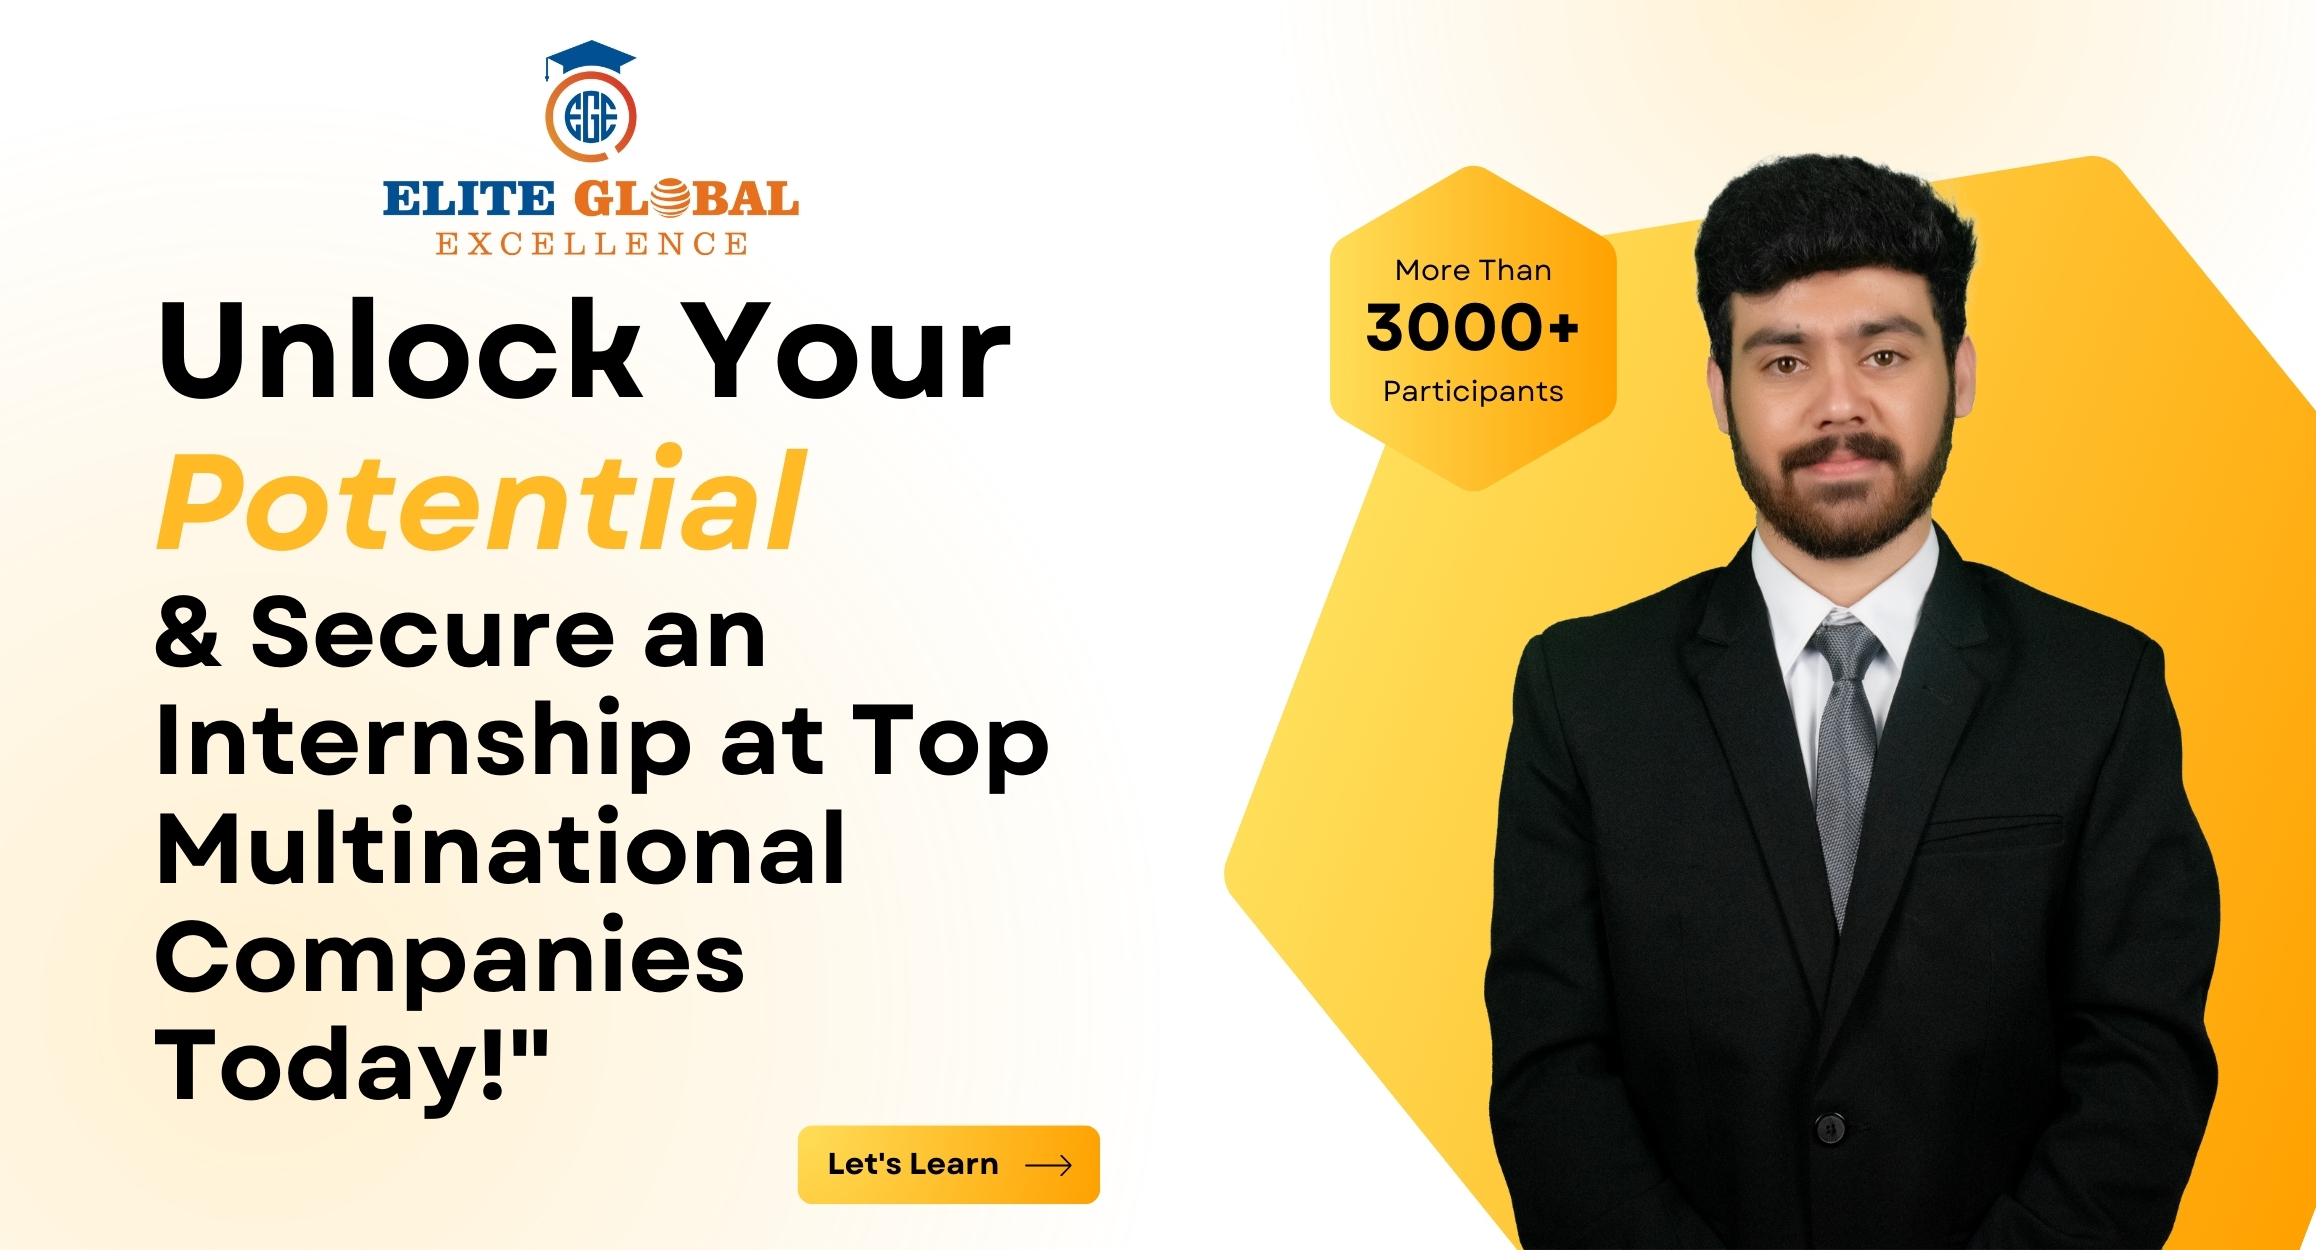 EGE
ELITE GLOBAL
EXCELLENCE
Unlock Your
Potential
& Secure an
Internship at Top
Multinational
Companies
Today!"
Let's Learn
More Than
3000+
Participants